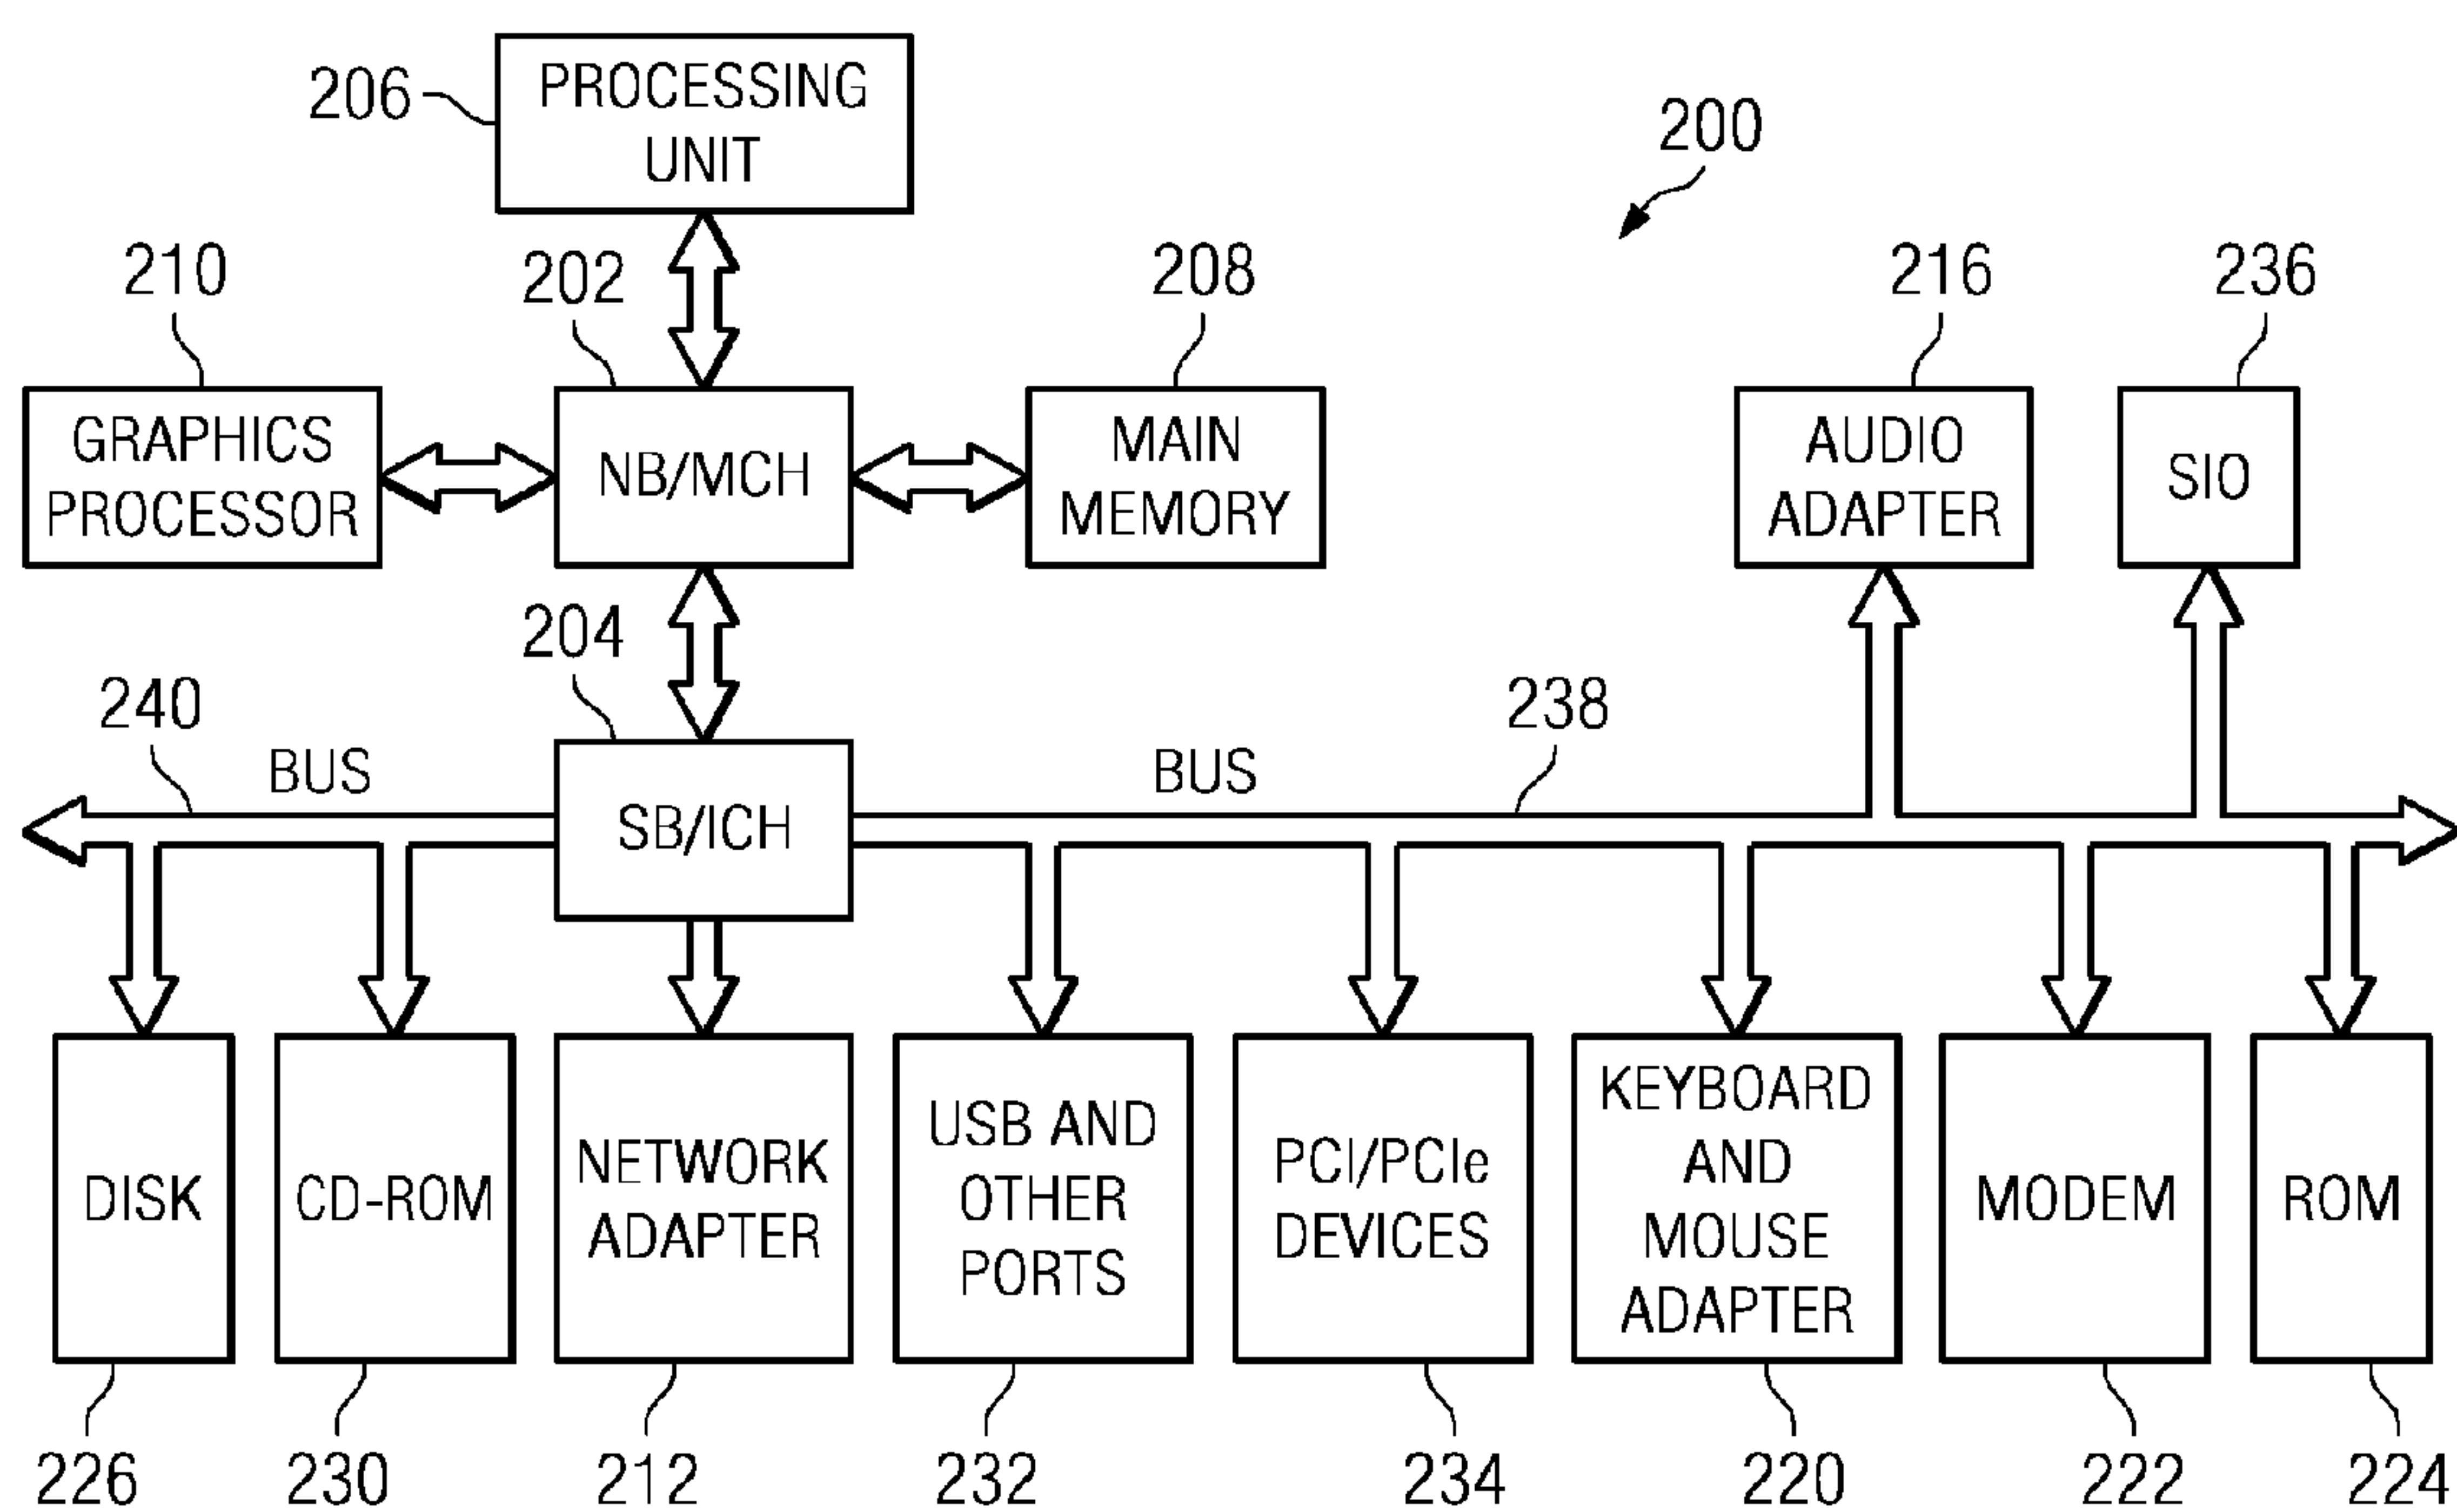 206
PROCESSING
UNIT
200
210
202
208
216
236
GRAPHICS
PROCESSOR
NB/MCH
MAIN
MEMORY
AUDIO
ADAPTER
SIO
204
240
BUS
SB/ICH
BUS
238
DISK
CD-ROM
NETWORK
ADAPTER
USB AND
OTHER
PORTS
PCI/PCIe
DEVICES
KEYBOARD
AND
MOUSE
ADAPTER
MODEM
ROM
226
230
212
232
234
220
222
224